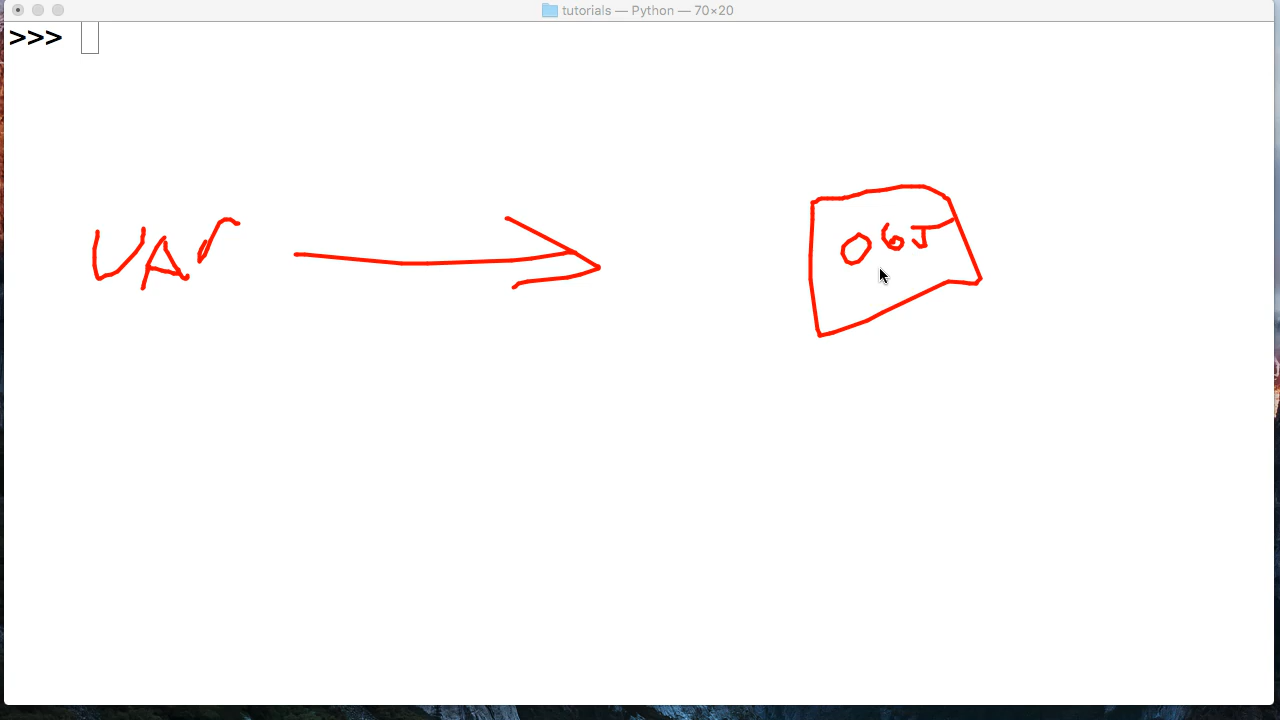 tutorials — Python — 70×20
>>>
VAr
OBJ